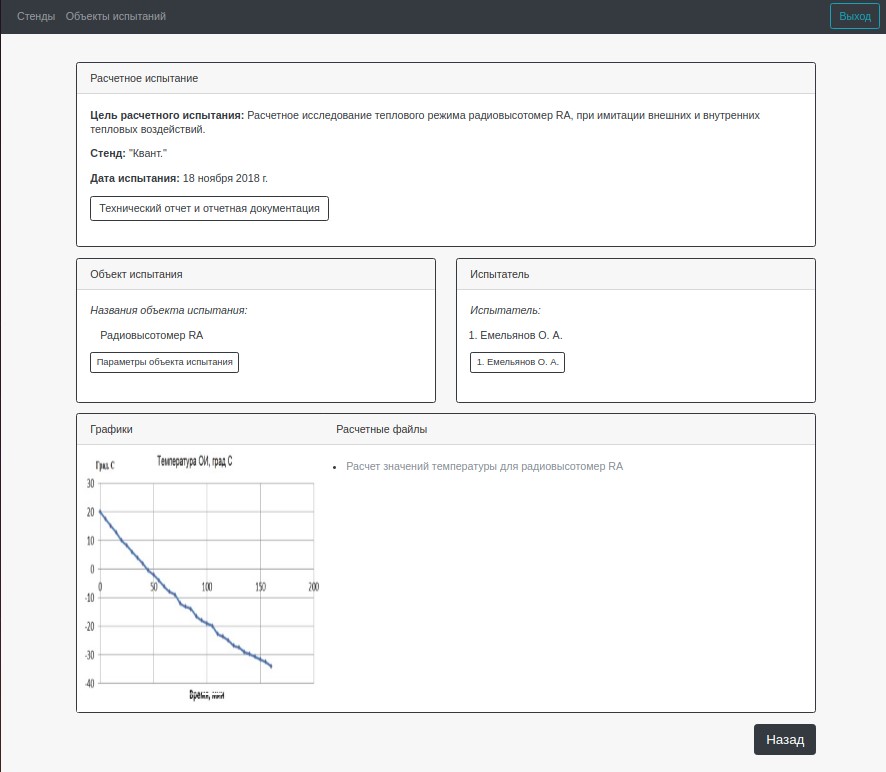 Стенды Объекты испытаний Выход
Расчетное испытание
Цель расчетного испытания: Расчетное исследование теплового режима радиовысотомер RA, при имитации внешних и внутренних
тепловых воздействий.
Стенд: "Квант."
Дата испытания: 18 ноября 2018 г.
Технический отчет и отчетная документация
Объект испытания
Названия объекта испытания:
Радиовысотомер RA
Параметры объекта испытания
Испытатель
Испытатель:
1. Емельянов О. А.
1. Емельянов О. А.
Графики
Расчетные файлы
Град С
Температура ОИ, град С
30
20
10
0
0 50 100 150 200
-10
-20
-30
-40
Время, мин
• Расчет значений температуры для радиовысотомер RA
Назад